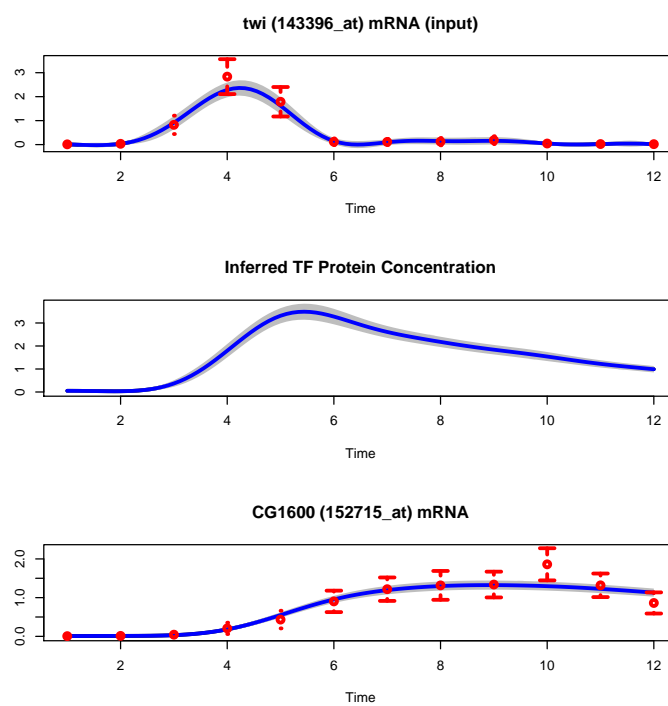 twi (143396_at) mRNA (input)
3
2
1
0
2 4 6 8 10 12
Time
Inferred TF Protein Concentration
3
2
1
0
2 4 6 8 10 12
Time
CG1600 (152715_at) mRNA
2.0
1.0
0.0
2 4 6 8 10 12
Time